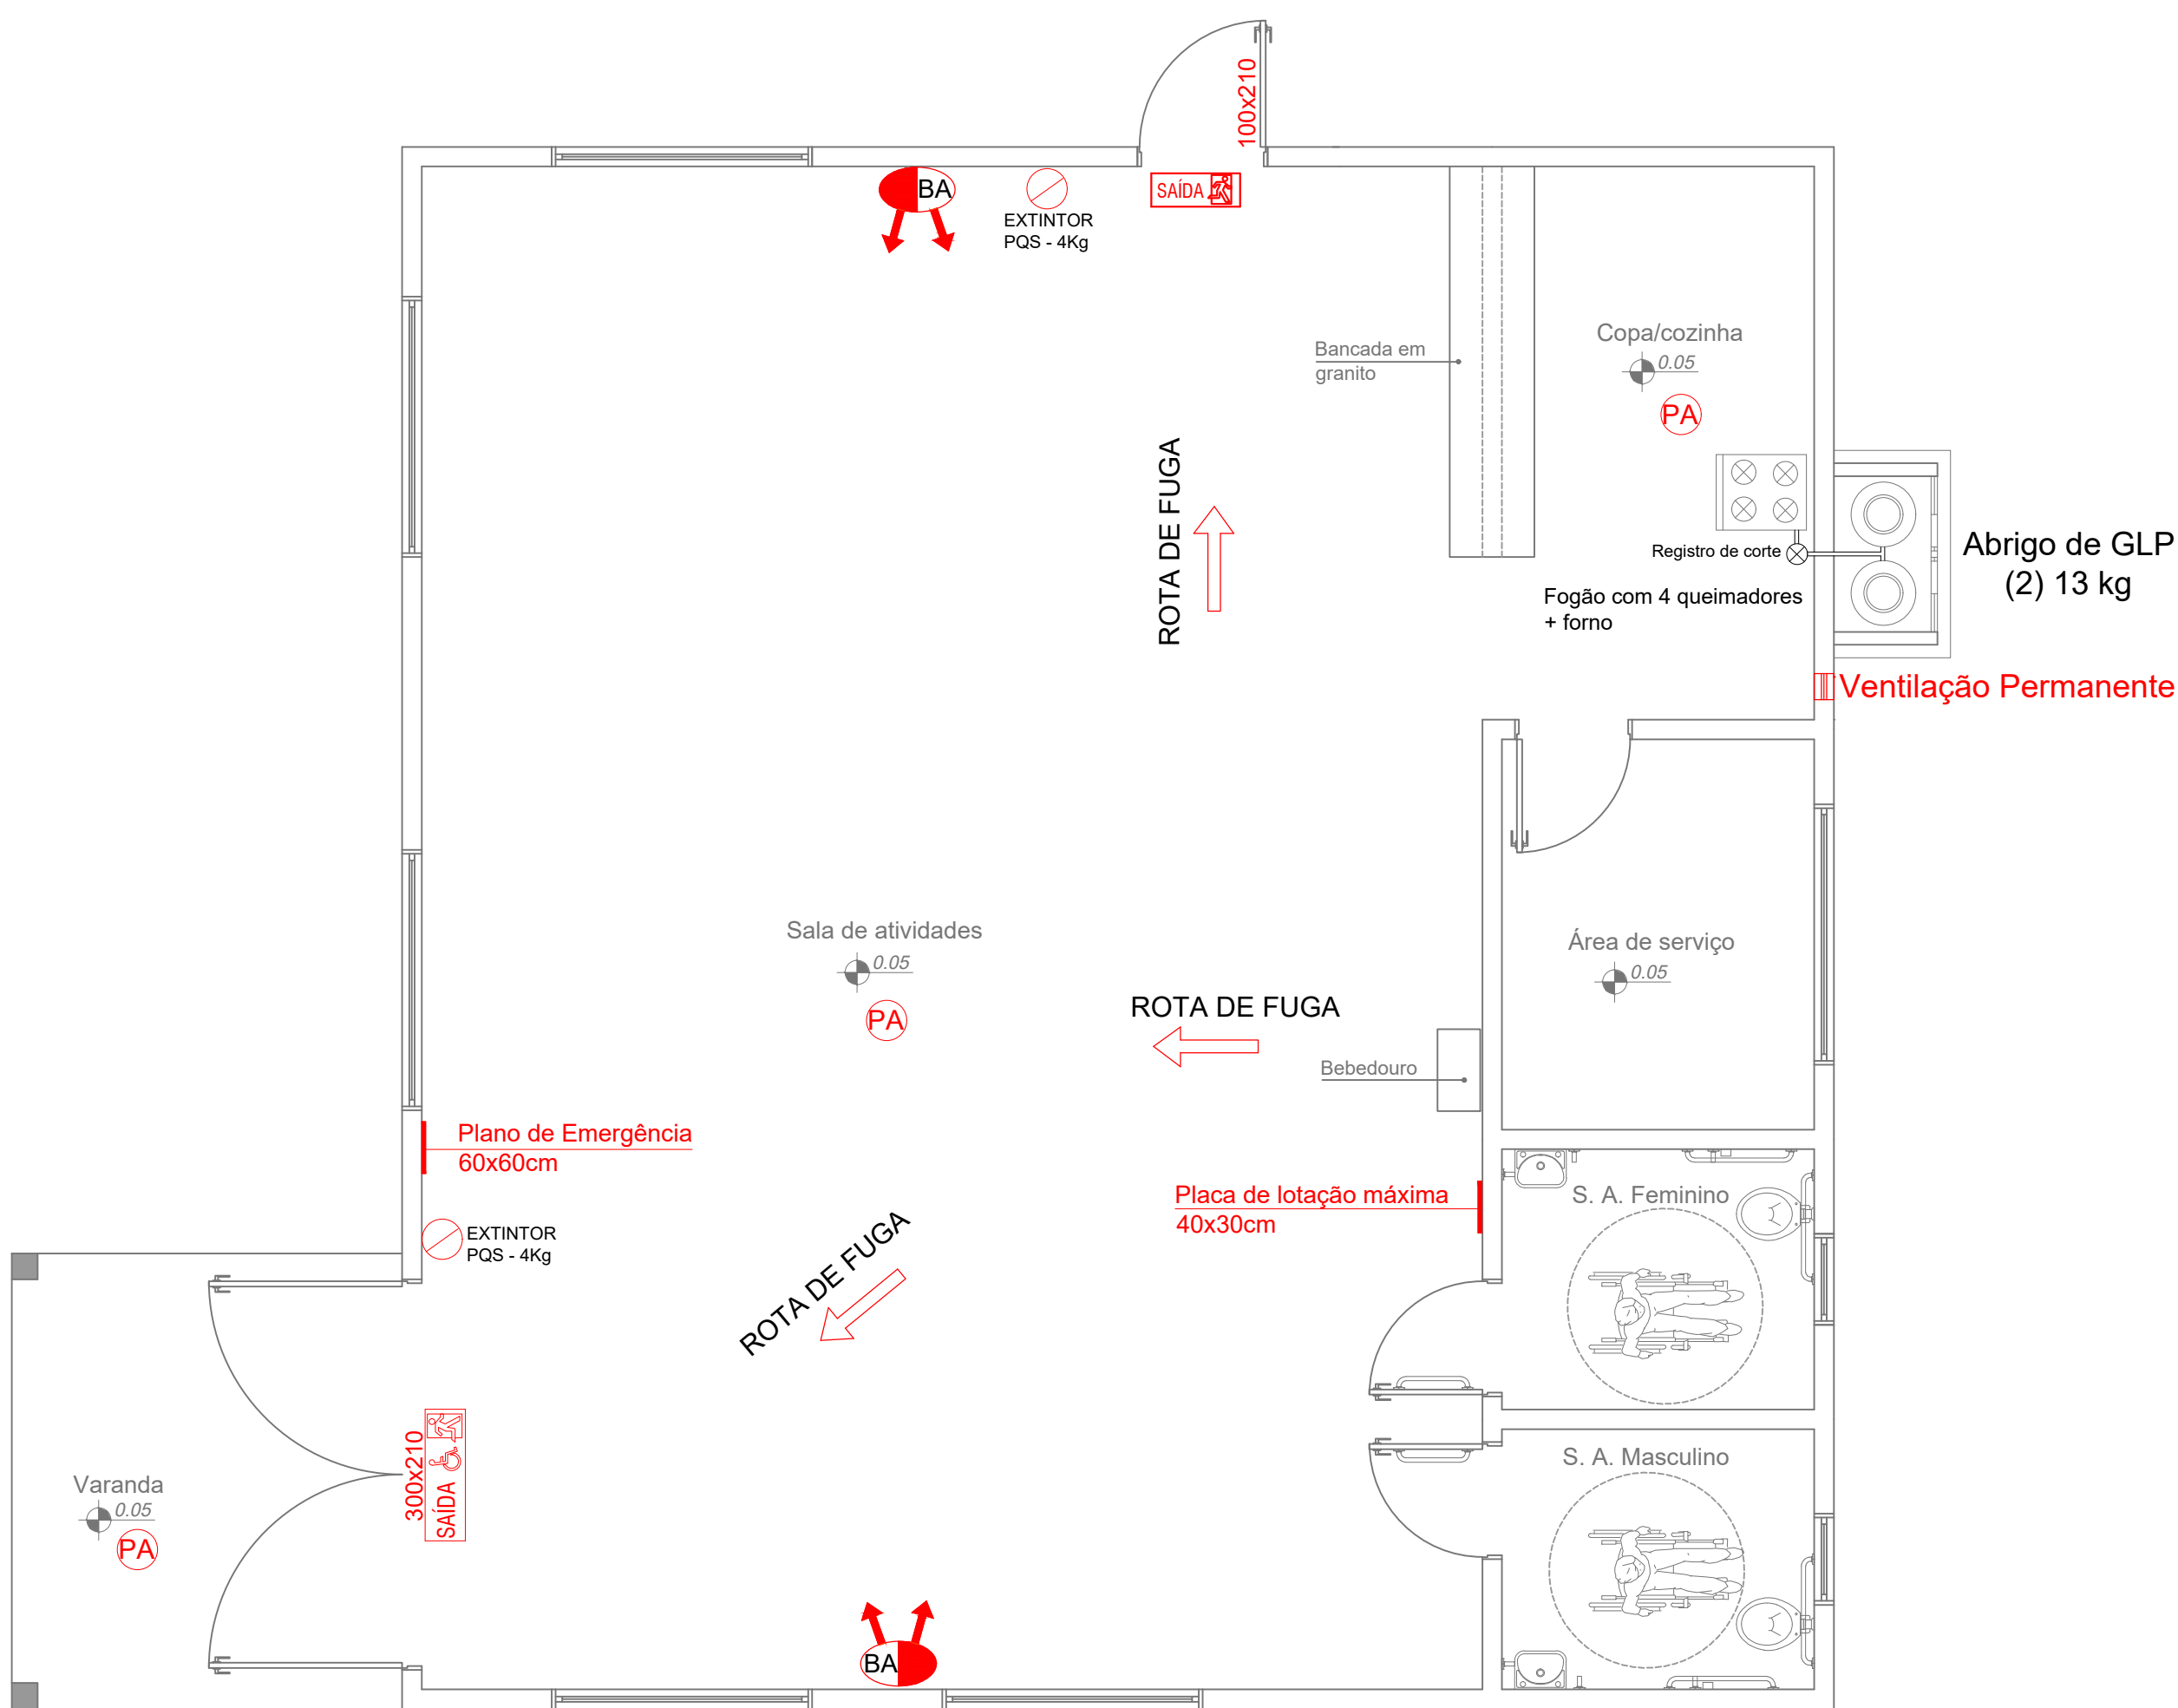 100x210
BA
EXTINTOR
PQS - 4Kg
SAÍDA
Copa/cozinha
0.05
PA
Bancada em
granito
ROTA DE FUGA
Registro de corte
Abrigo de GLP
(2) 13 kg
Fogão com 4 queimadores
+ forno
Ventilação Permanente
Sala de atividades
0.05
PA
Área de serviço
0.05
ROTA DE FUGA
Bebedouro
Plano de Emergência
60x60cm
Placa de lotação máxima
40x30cm
S. A. Feminino
EXTINTOR
PQS - 4Kg
ROTA DE FUGA
300x210
SAÍDA
S. A. Masculino
Varanda
0.05
PA
BA